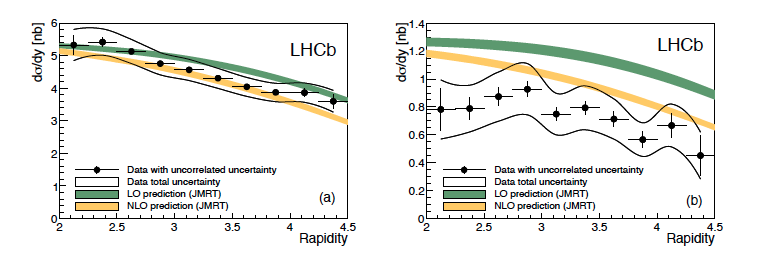 dσ/dy [nb]
6
5
4
3
2
1
0
LHCb
Data with uncorrelated uncertainty
Data total uncertainty
LO prediction (JMRT)
NLO prediction (JMRT)
(a)
2 2.5 3 3.5 4 4.5
Rapidity
dσ/dy [nb]
1.4
1.2
1
0.8
0.6
0.4
0.2
0
LHCb
Data with uncorrelated uncertainty
Data total uncertainty
LO prediction (JMRT)
NLO prediction (JMRT)
(b)
2 2.5 3 3.5 4 4.5
Rapidity